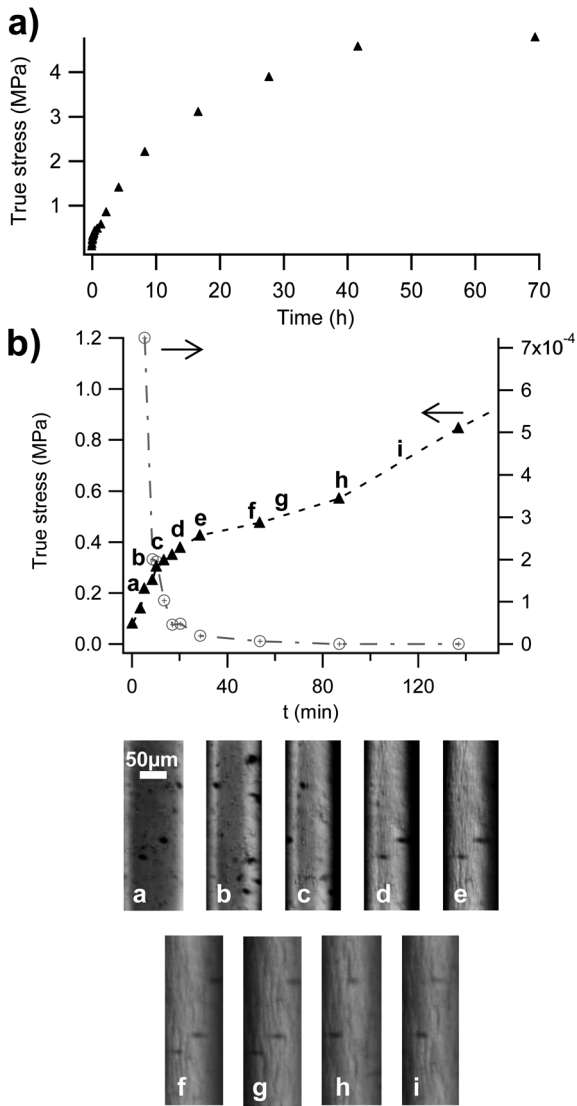 a)
True stress (MPa)
4
3
2
1
0 10 20 30 40 50 60 70
Time (h)
b)
True stress (MPa)
1.2
1.0
0.8
0.6
0.4
0.2
0.0
7x10-4
6
5
4
3
2
1
0
a b c d e f g h i
0 40 80 120
t (min)
50µm
a b c d e
f g h i